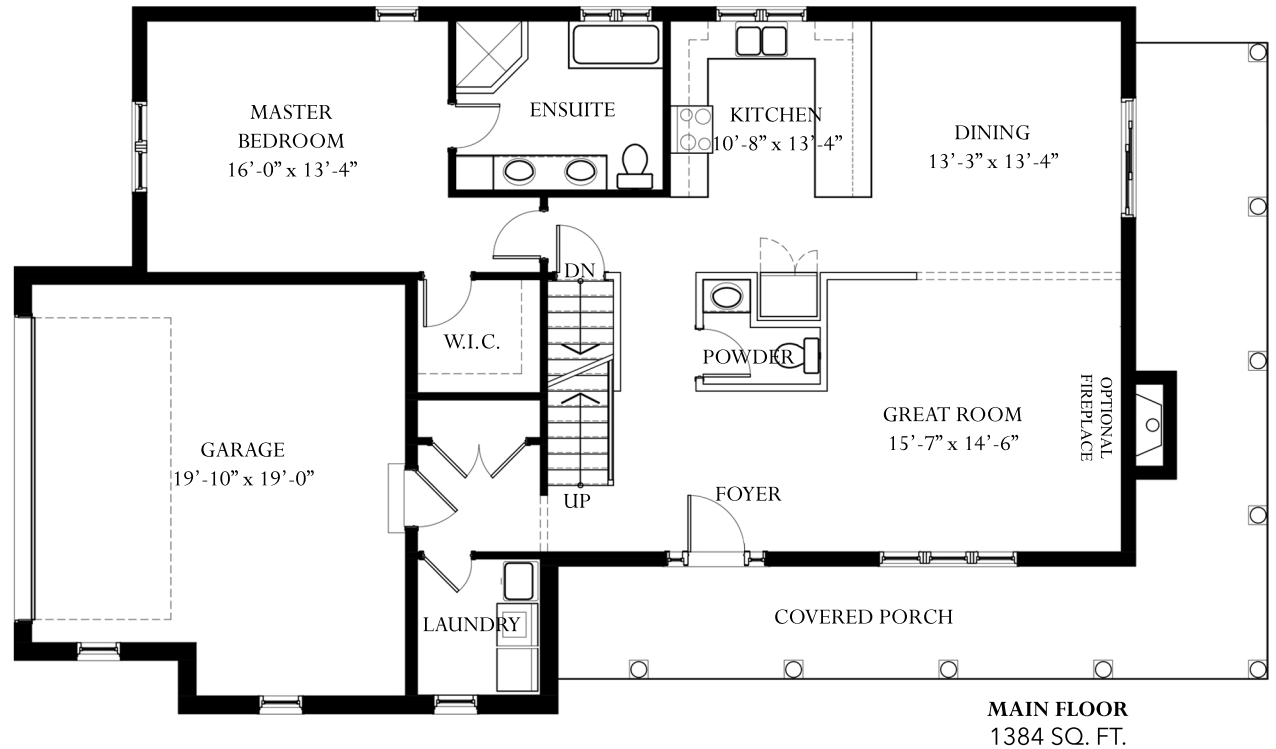 MASTER
BEDROOM
16'-0" x 13'-4"
ENSUITE
KITCHEN
10'-8" x 13'-4"
DINING
13'-3" x 13'-4"
DN
W.I.C.
POWDER
GREAT ROOM
15'-7" x 14'-6"
OPTIONAL
FIREPLACE
GARAGE
19'-10" x 19'-0"
UP
FOYER
LAUNDRY
COVERED PORCH
MAIN FLOOR
1384 SQ. FT.